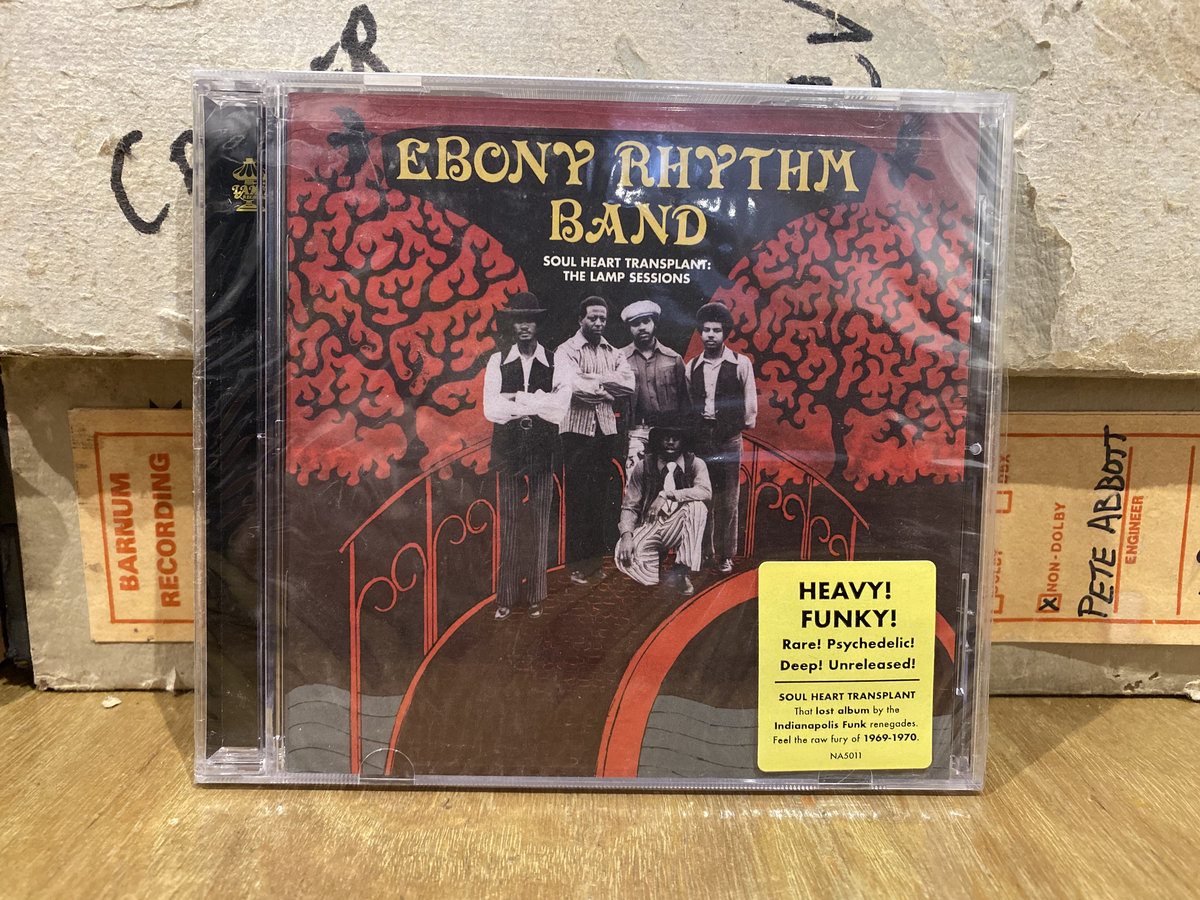 EBONY RHYTHM
BAND
SOUL HEART TRANSPLANT:
THE LAMP SESSIONS
HEAVY!
FUNKY!
Rare! Psychedelic!
Deep! Unreleased!
SOUL HEART TRANSPLANT
That lost album by the
Indianapolis Funk renegades.
Feel the raw fury of 1969-1970.
NA5011
BARNUM
RECORDING
NON-DOLBY
PETE ABBOT
ENGINEER